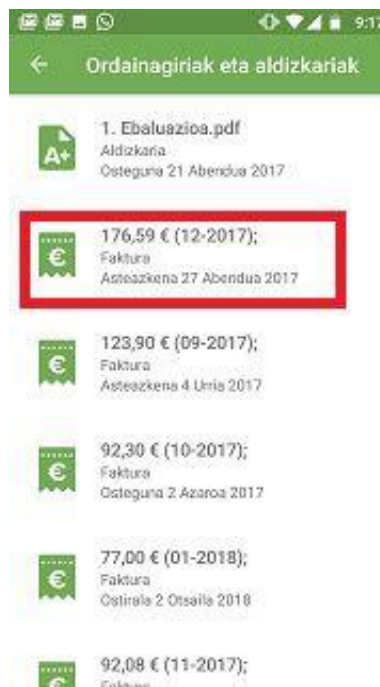 9:17
Ordainagiriak eta aldizkariak
A+
1. Ebaluazioa.pdf
Aldizkaria
Osteguna 21 Abendua 2017
€
176,59 € (12-2017);
Faktura
Asteazkena 27 Abendua 2017
€
123,90 € (09-2017);
Faktura
Asteazkena 4 Urria 2017
€
92,30 € (10-2017);
Faktura
Osteguna 2 Azaroa 2017
€
77,00 € (01-2018);
Faktura
Ostirala 2 Otsaila 2018
€
92,08 € (11-2017);